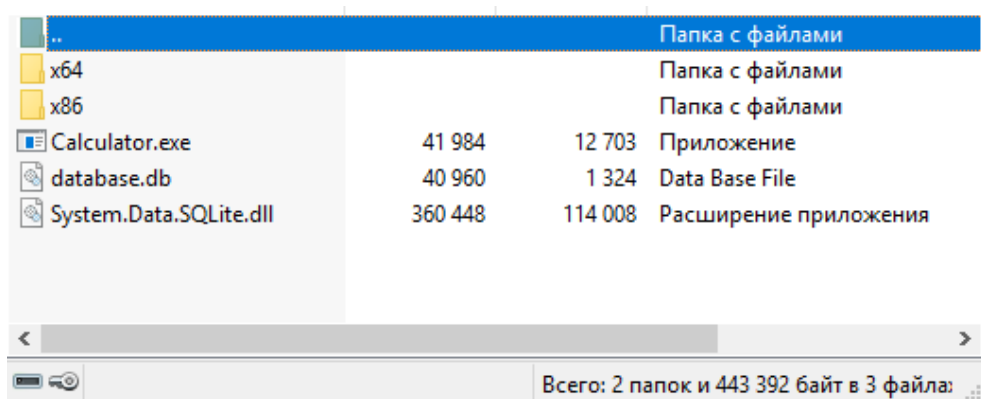 .. Папка с файлами
x64 Папка с файлами
x86 Папка с файлами
Calculator.exe 41 984 12 703 Приложение
database.db 40 960 1 324 Data Base File
System.Data.SQLite.dll 360 448 114 008 Расширение приложения
Всего: 2 папок и 443 392 байт в 3 файлах